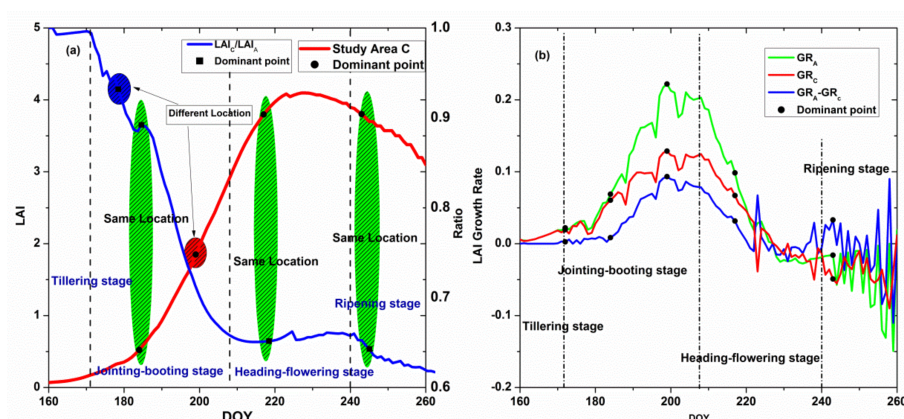 (a)
LAI_C/LAI_A
Dominant point
Study Area C
Dominant point
Different Location
Same Location
Same Location
Same Location
Tillering stage
Jointing-booting stage
Heading-flowering stage
Ripening stage
5
4
3
2
1
0
LAI
1.0
0.9
0.8
0.7
0.6
Ratio
160 180 200 220 240 260
DOY
(b)
GR_A
GR_C
GR_A-GR_c
Dominant point
Ripening stage
Jointing-booting stage
Tillering stage
Heading-flowering stage
0.3
0.2
0.1
0.0
-0.1
-0.2
LAI Growth Rate
160 180 200 220 240 260
DOY